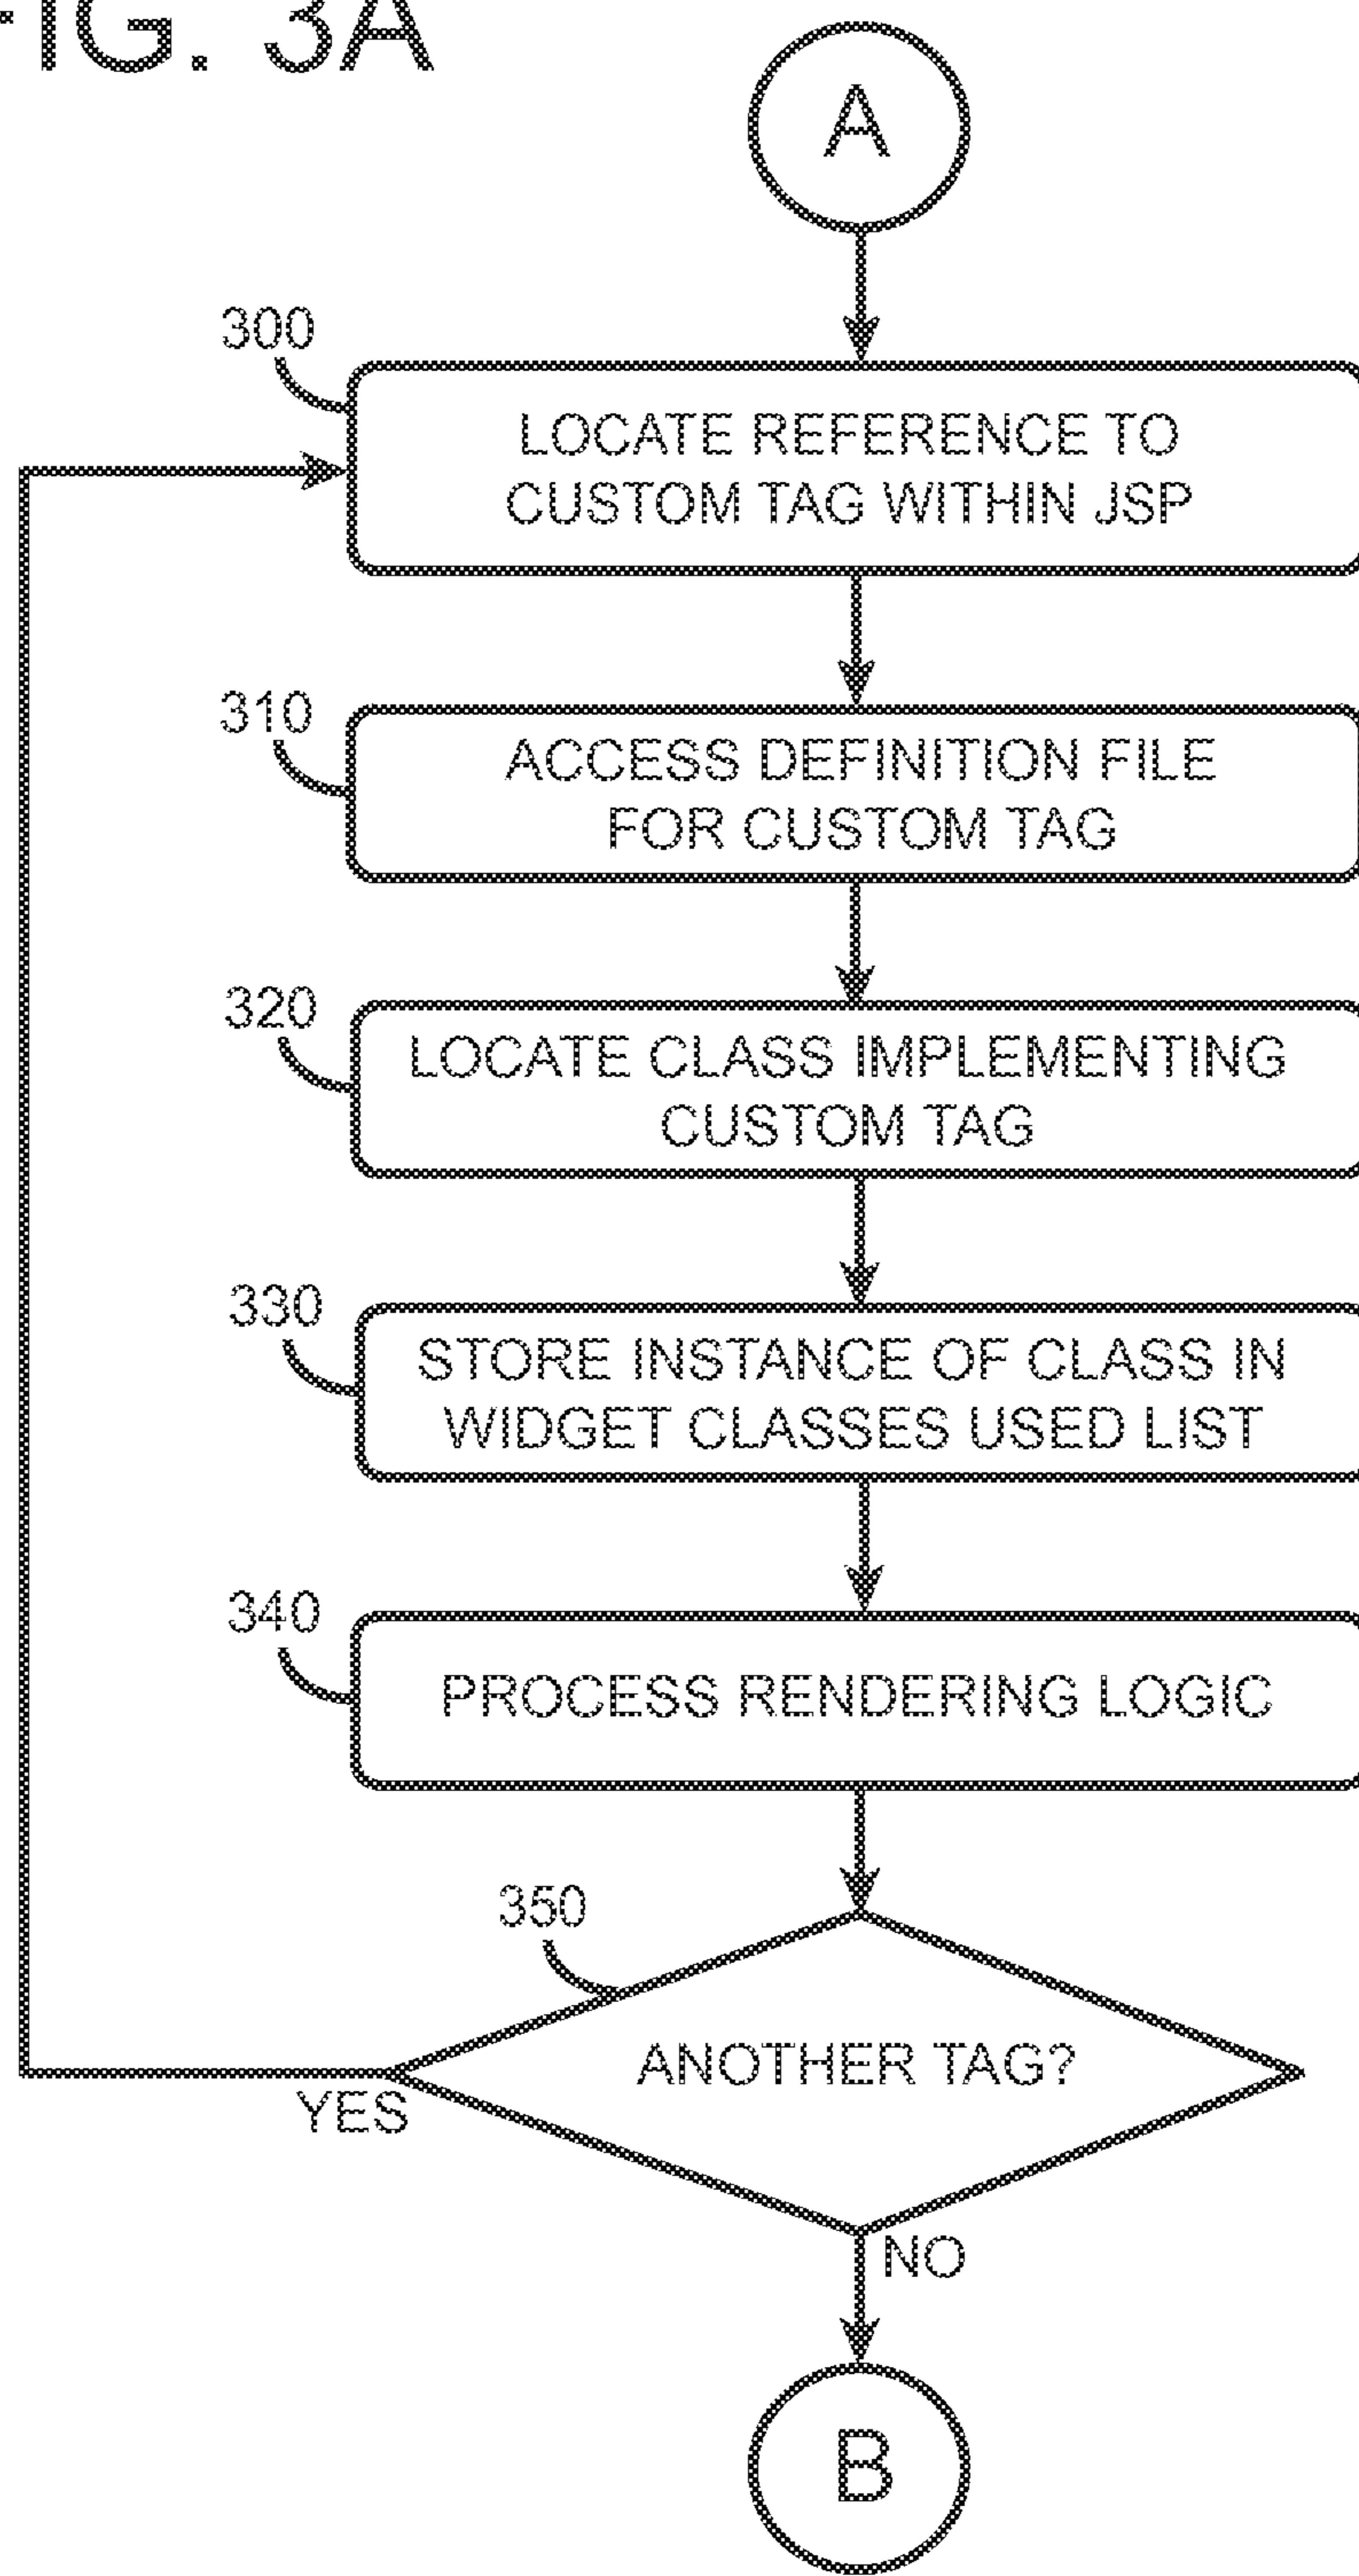 FIG. 3A
A
300
LOCATE REFERENCE TO
CUSTOM TAG WITHIN JSP
310
ACCESS DEFINITION FILE
FOR CUSTOM TAG
320
LOCATE CLASS IMPLEMENTING
CUSTOM TAG
330
STORE INSTANCE OF CLASS IN
WIDGET CLASSES USED LIST
340
PROCESS RENDERING LOGIC
350
ANOTHER TAG?
YES
NO
B